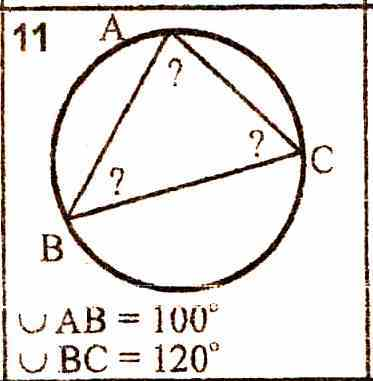 11
A
?
? ?
C
B
◡ AB = 100°
◡ BC = 120°